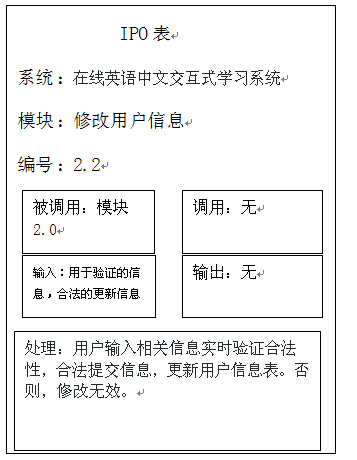 IPO 表
系统：在线英语中文交互式学习系统
模块：修改用户信息
编号：2.2
被调用：模块
2.0
调用：无
输入：用于验证的信
息，合法的更新信息
输出：无
处理：用户输入相关信息实时验证合法
性，合法提交信息，更新用户信息表。否
则，修改无效。